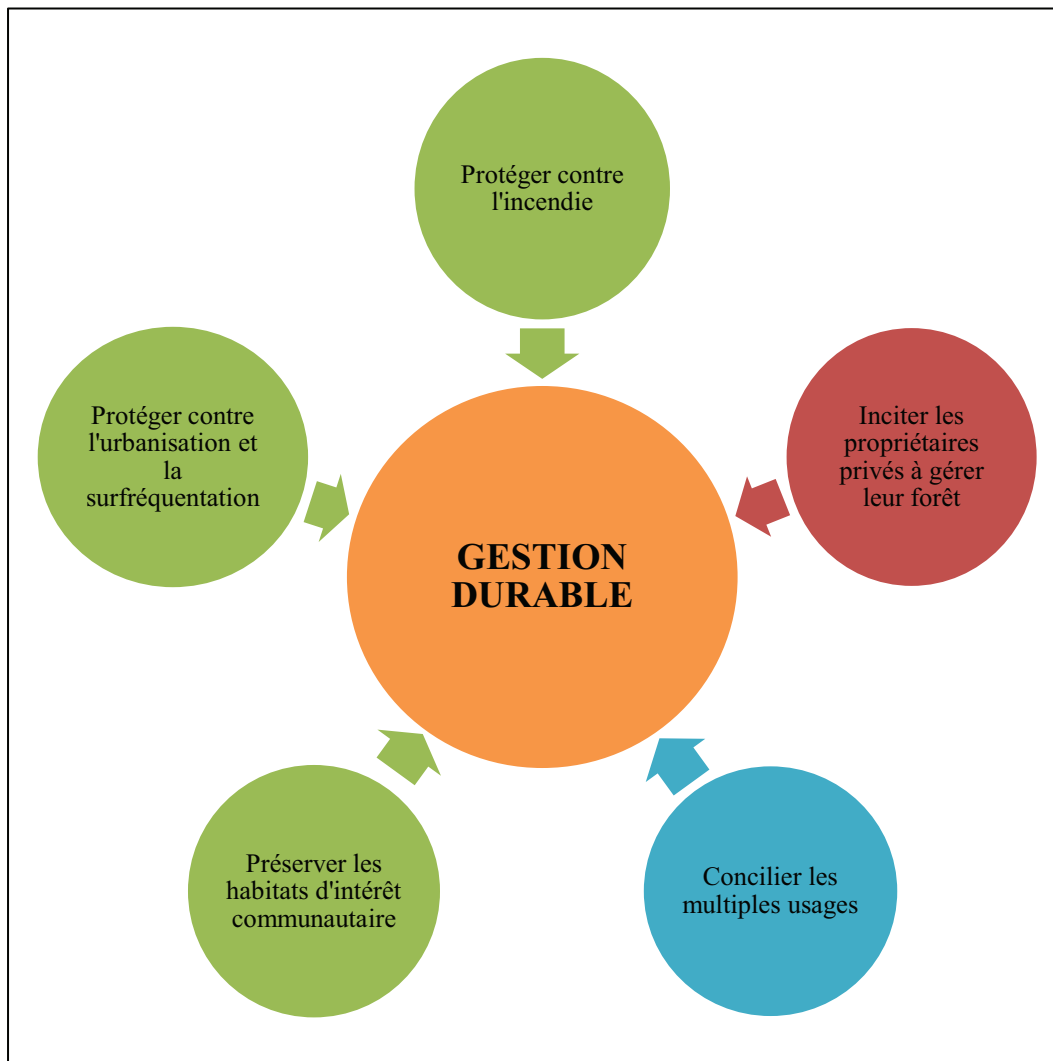 Protéger contre
l'incendie
Protéger contre
l'urbanisation et
la
surfréquentation
Inciter les
propriétaires
privés à gérer
leur forêt
GESTION
DURABLE
Préserver les
habitats d'intérêt
communautaire
Concilier les
multiples usages